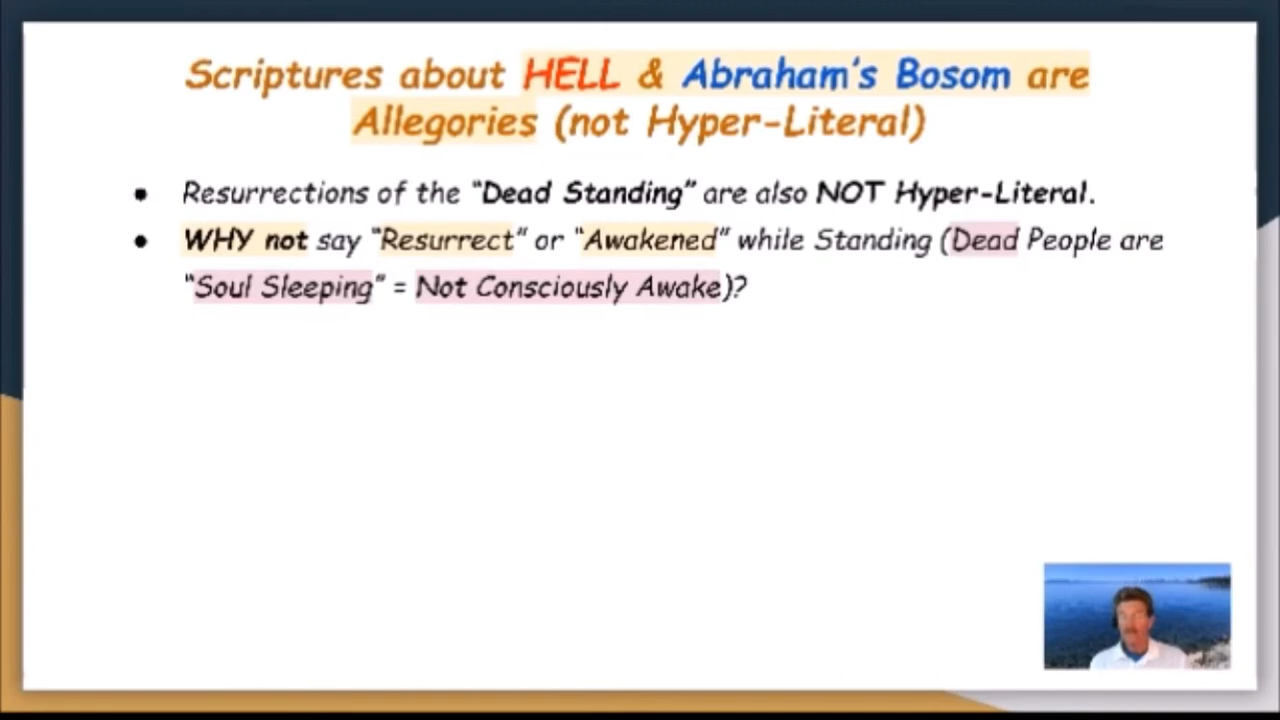 Scriptures about HELL & Abraham's Bosom are
Allegories (not Hyper-Literal)
● Resurrections of the "Dead Standing" are also NOT Hyper-Literal.
● WHY not say "Resurrect" or "Awakened" while Standing (Dead People are
"Soul Sleeping" = Not Consciously Awake)?